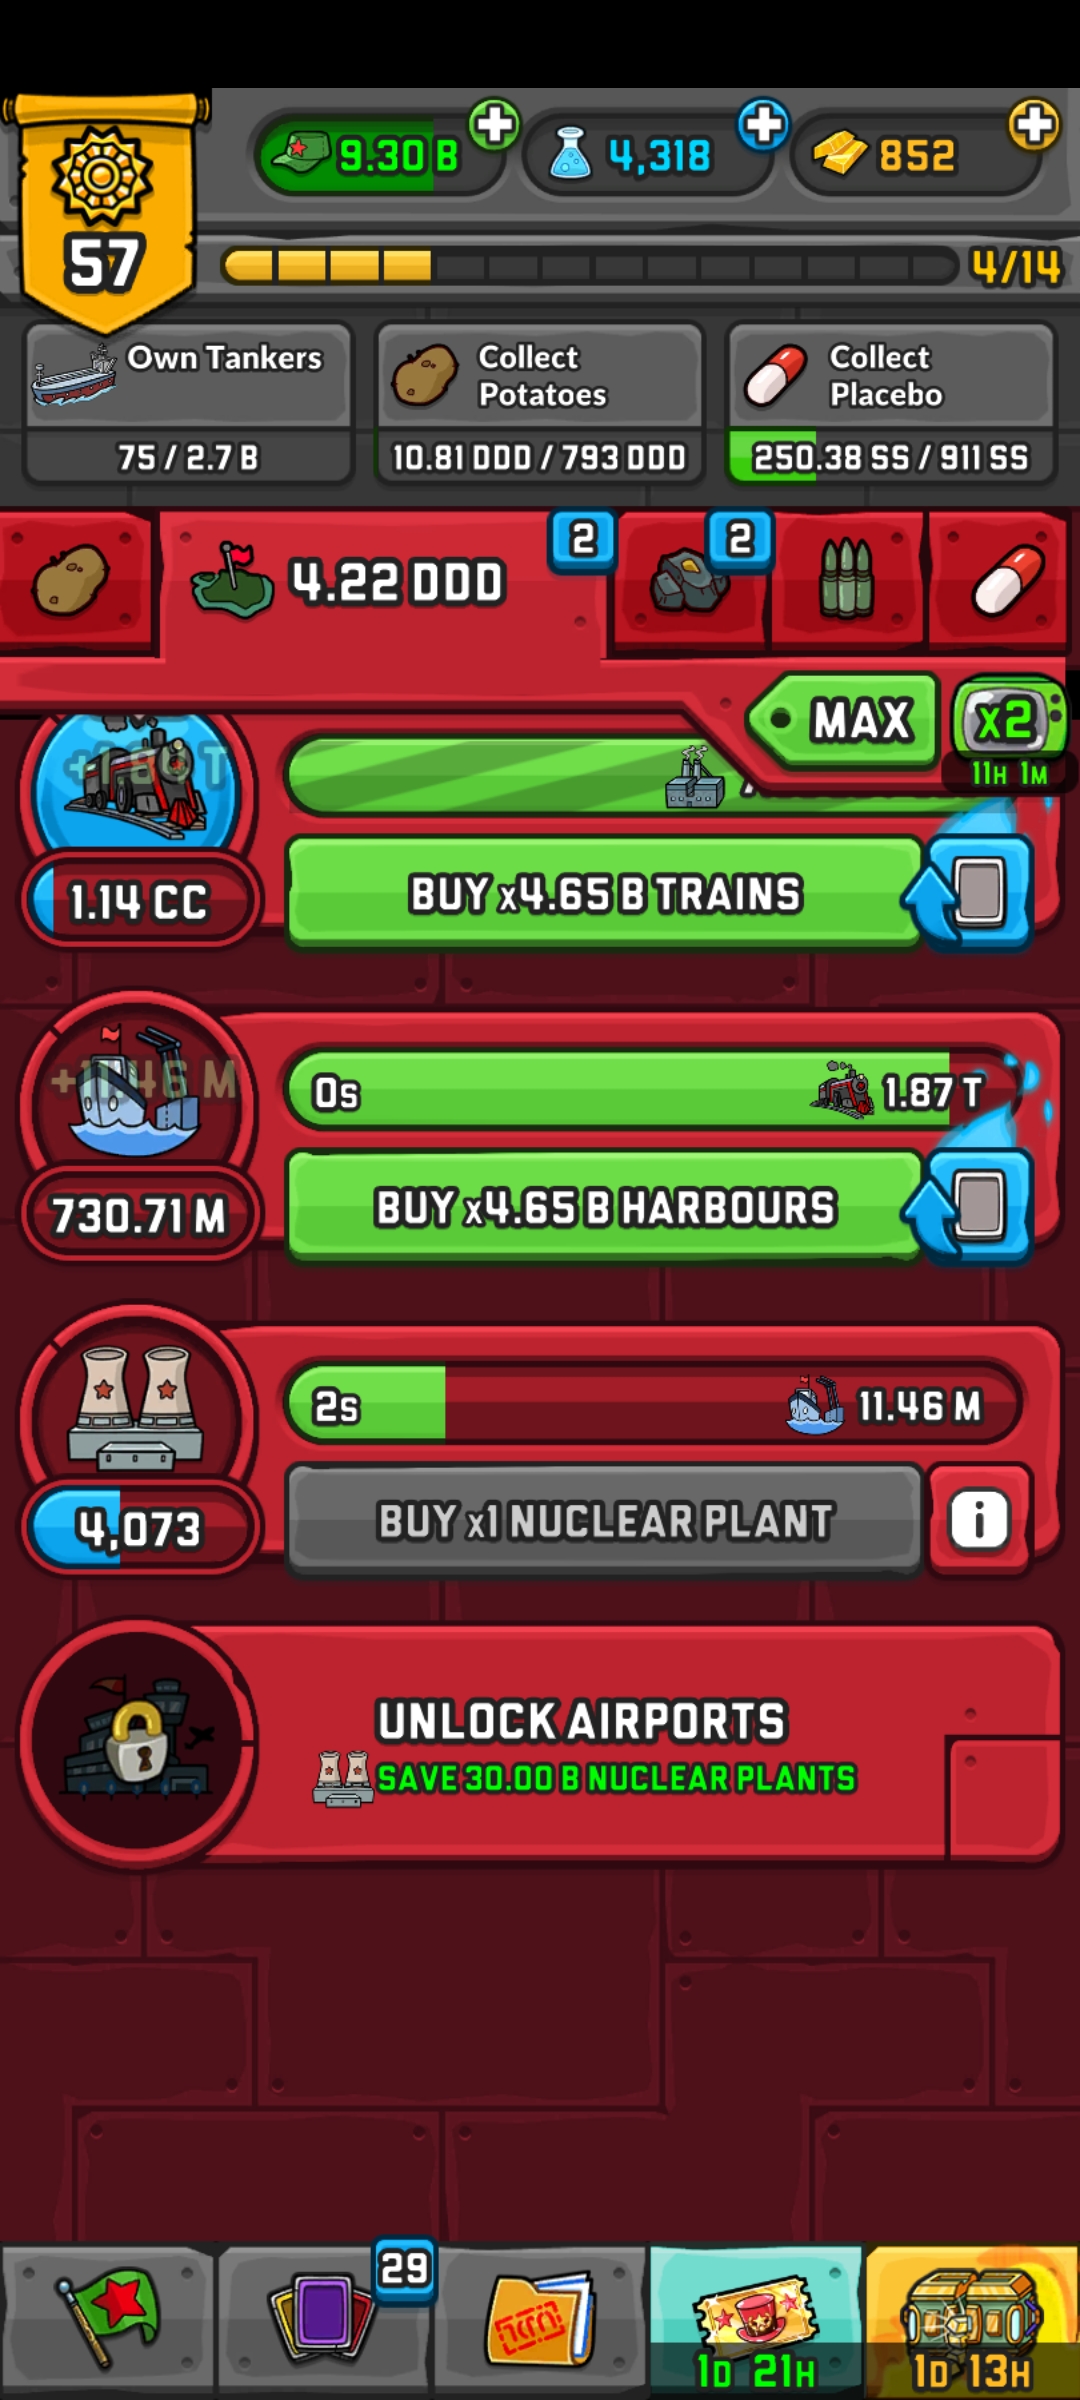 9.30 B
4,318
852
57
4/14
Own Tankers
75 / 2.7 B
Collect
Potatoes
10.81 DDD / 793 DDD
Collect
Placebo
250.38 SS / 911 SS
4.22 DDD
2
2
MAX
x2
11H 1M
1.14 CC
BUY x4.65 B TRAINS
+11.46 M
0s
1.87 T
730.71 M
BUY x4.65 B HARBOURS
2s
11.46 M
4,073
BUY x1 NUCLEAR PLANT
i
UNLOCK AIRPORTS
SAVE 30.00 B NUCLEAR PLANTS
29
1D 21H
1D 13H